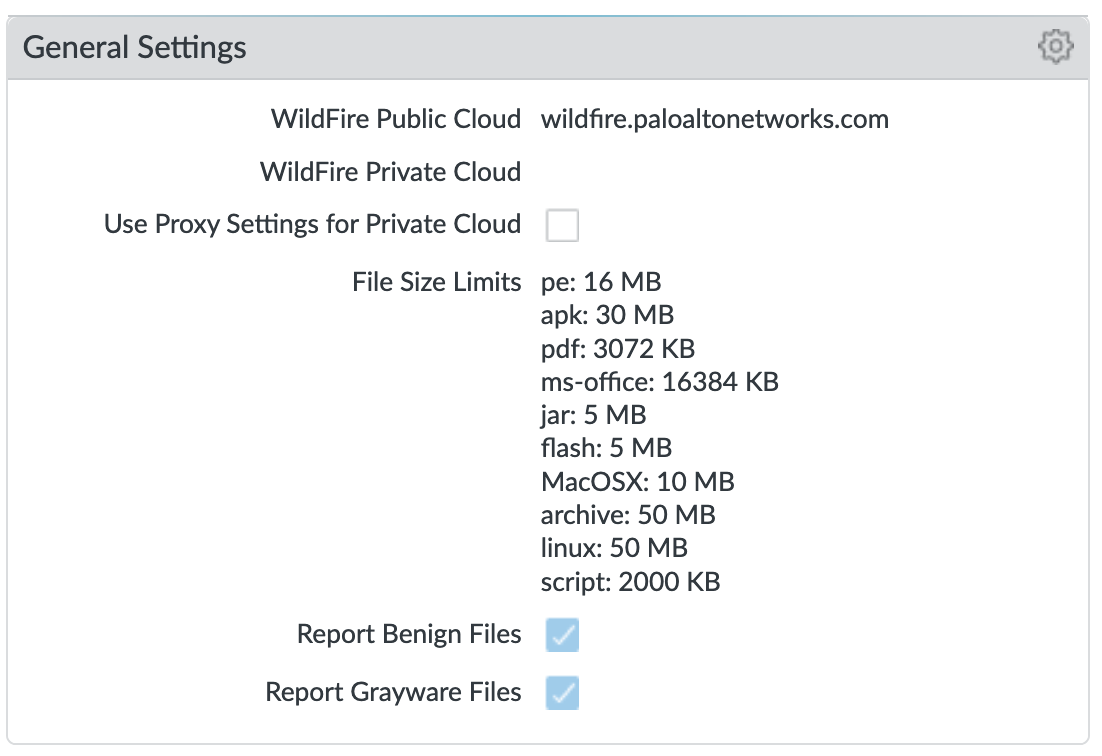 General Settings
WildFire Public Cloud wildfire.paloaltonetworks.com
WildFire Private Cloud
Use Proxy Settings for Private Cloud
File Size Limits pe: 16 MB
apk: 30 MB
pdf: 3072 KB
ms-office: 16384 KB
jar: 5 MB
flash: 5 MB
MacOSX: 10 MB
archive: 50 MB
linux: 50 MB
script: 2000 KB
Report Benign Files
Report Grayware Files